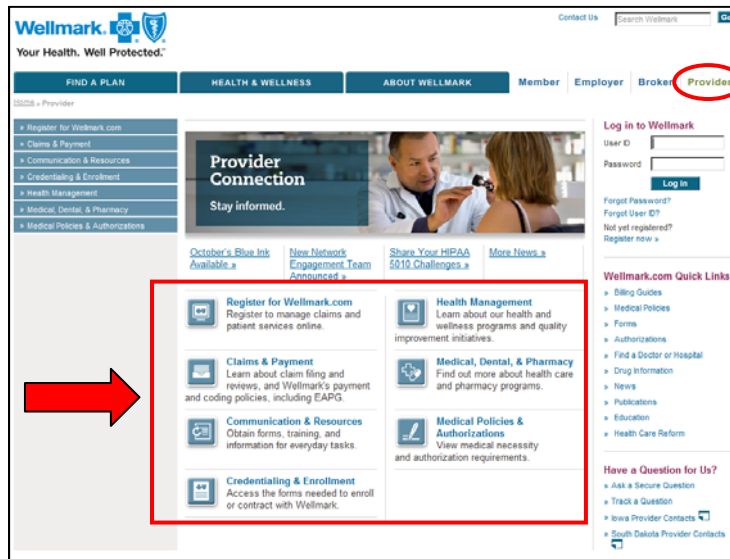 Contact Us
Search Wellmark
Wellmark.
Your Health. Well Protected.™
FIND A PLAN
HEALTH & WELLNESS
ABOUT WELLMARK
Member
Employer
Broker
Provider
Home » Provider
» Register for Wellmark.com
» Claims & Payment
» Communication & Resources
» Credentialing & Enrollment
» Health Management
» Medical, Dental, & Pharmacy
» Medical Policies & Authorizations
Provider
Connection
Stay informed.
October's Blue Ink
Available »
New Network
Engagement Team
Announced »
Share Your HIPAA
5010 Challenges »
More News »
Register for Wellmark.com
Register to manage claims and
patient services online.
Claims & Payment
Learn about claim filing and
reviews, and Wellmark's payment
and coding policies, including EAPG.
Communication & Resources
Obtain forms, training, and
information for everyday tasks.
Credentialing & Enrollment
Access the forms needed to enroll
or contract with Wellmark.
Health Management
Learn about our health and
wellness programs and quality
improvement initiatives.
Medical, Dental, & Pharmacy
Find out more about health care
and pharmacy programs.
Medical Policies &
Authorizations
View medical necessity
and authorization requirements.
Log in to Wellmark
User ID
Password
Log In
Forgot Password?
Forgot User ID?
Not yet registered?
Register now »
Wellmark.com Quick Links
» Billing Guides
» Medical Policies
» Forms
» Authorizations
» Find a Doctor or Hospital
» Drug Information
» News
» Publications
» Education
» Health Care Reform
Have a Question for Us?
» Ask a Secure Question
» Track a Question
» Iowa Provider Contacts
» South Dakota Provider Contacts